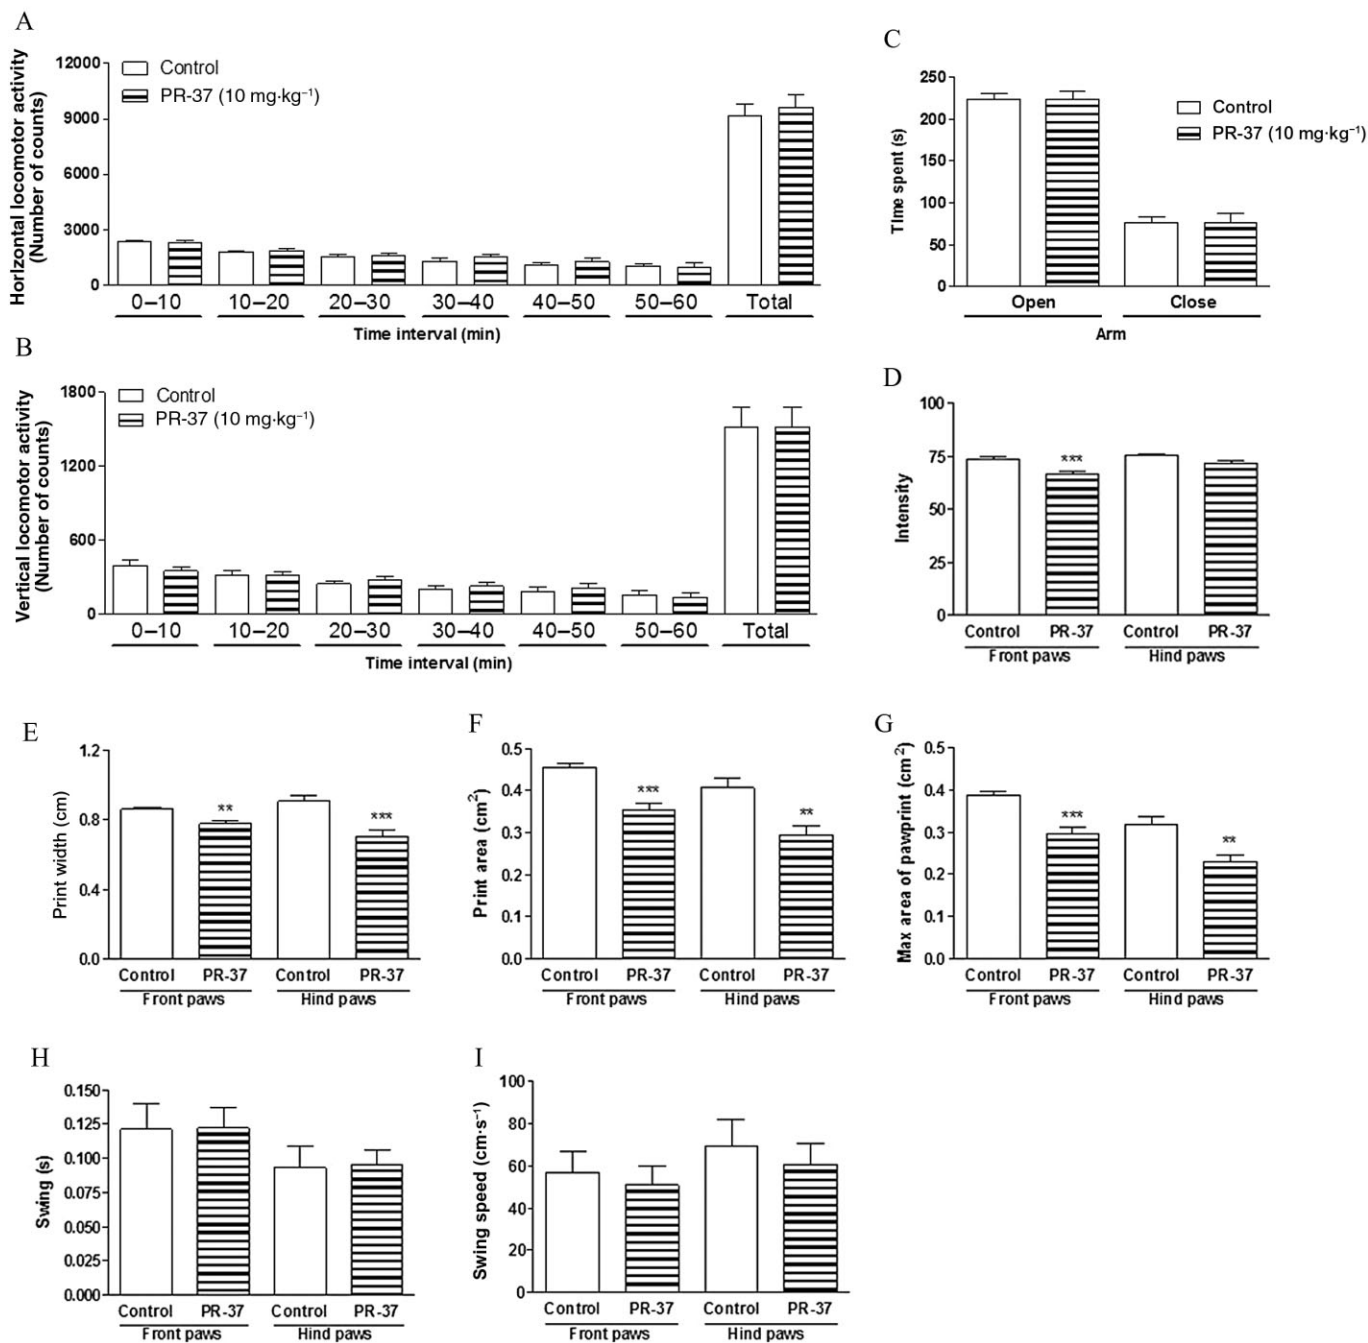 A
Horizontal locomotor activity
(Number of counts)
12000
9000
6000
3000
0
Control
PR-37 (10 mg·kg⁻¹)
0–10 10–20 20–30 30–40 40–50 50–60 Total
Time interval (min)
B
Vertical locomotor activity
(Number of counts)
1800
1200
600
0
Control
PR-37 (10 mg·kg⁻¹)
0–10 10–20 20–30 30–40 40–50 50–60 Total
Time interval (min)
C
TIme spent (s)
250
200
150
100
50
0
Control
PR-37 (10 mg·kg⁻¹)
Open Close
Arm
D
Intensity
100
75
50
25
0
***
Control PR-37 Control PR-37
Front paws Hind paws
E
Print width (cm)
1.2
0.8
0.4
0.0
** ***
Control PR-37 Control PR-37
Front paws Hind paws
F
Print area (cm²)
0.5
0.4
0.3
0.2
0.1
0.0
*** **
Control PR-37 Control PR-37
Front paws Hind paws
G
Max area of pawprint (cm²)
0.5
0.4
0.3
0.2
0.1
0.0
*** **
Control PR-37 Control PR-37
Front paws Hind paws
H
Swing (s)
0.150
0.125
0.100
0.075
0.050
0.025
0.000
Control PR-37 Control PR-37
Front paws Hind paws
I
Swing speed (cm·s⁻¹)
100
80
60
40
20
0
Control PR-37 Control PR-37
Front paws Hind paws